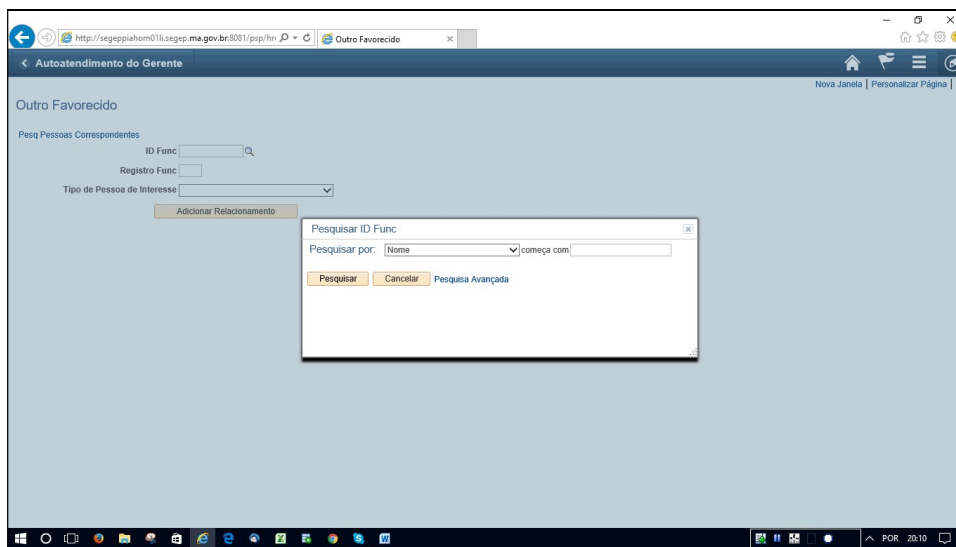 http://segeppiahom01li.segep.ma.gov.br:8081/psp/hn
Outro Favorecido
Autoatendimento do Gerente
Nova Janela | Personalizar Página |
Outro Favorecido
Pesq Pessoas Correspondentes
ID Func
Registro Func
Tipo de Pessoa de Interesse
Adicionar Relacionamento
Pesquisar ID Func
Pesquisar por: Nome começa com
Pesquisar Cancelar Pesquisa Avançada
POR 20:10